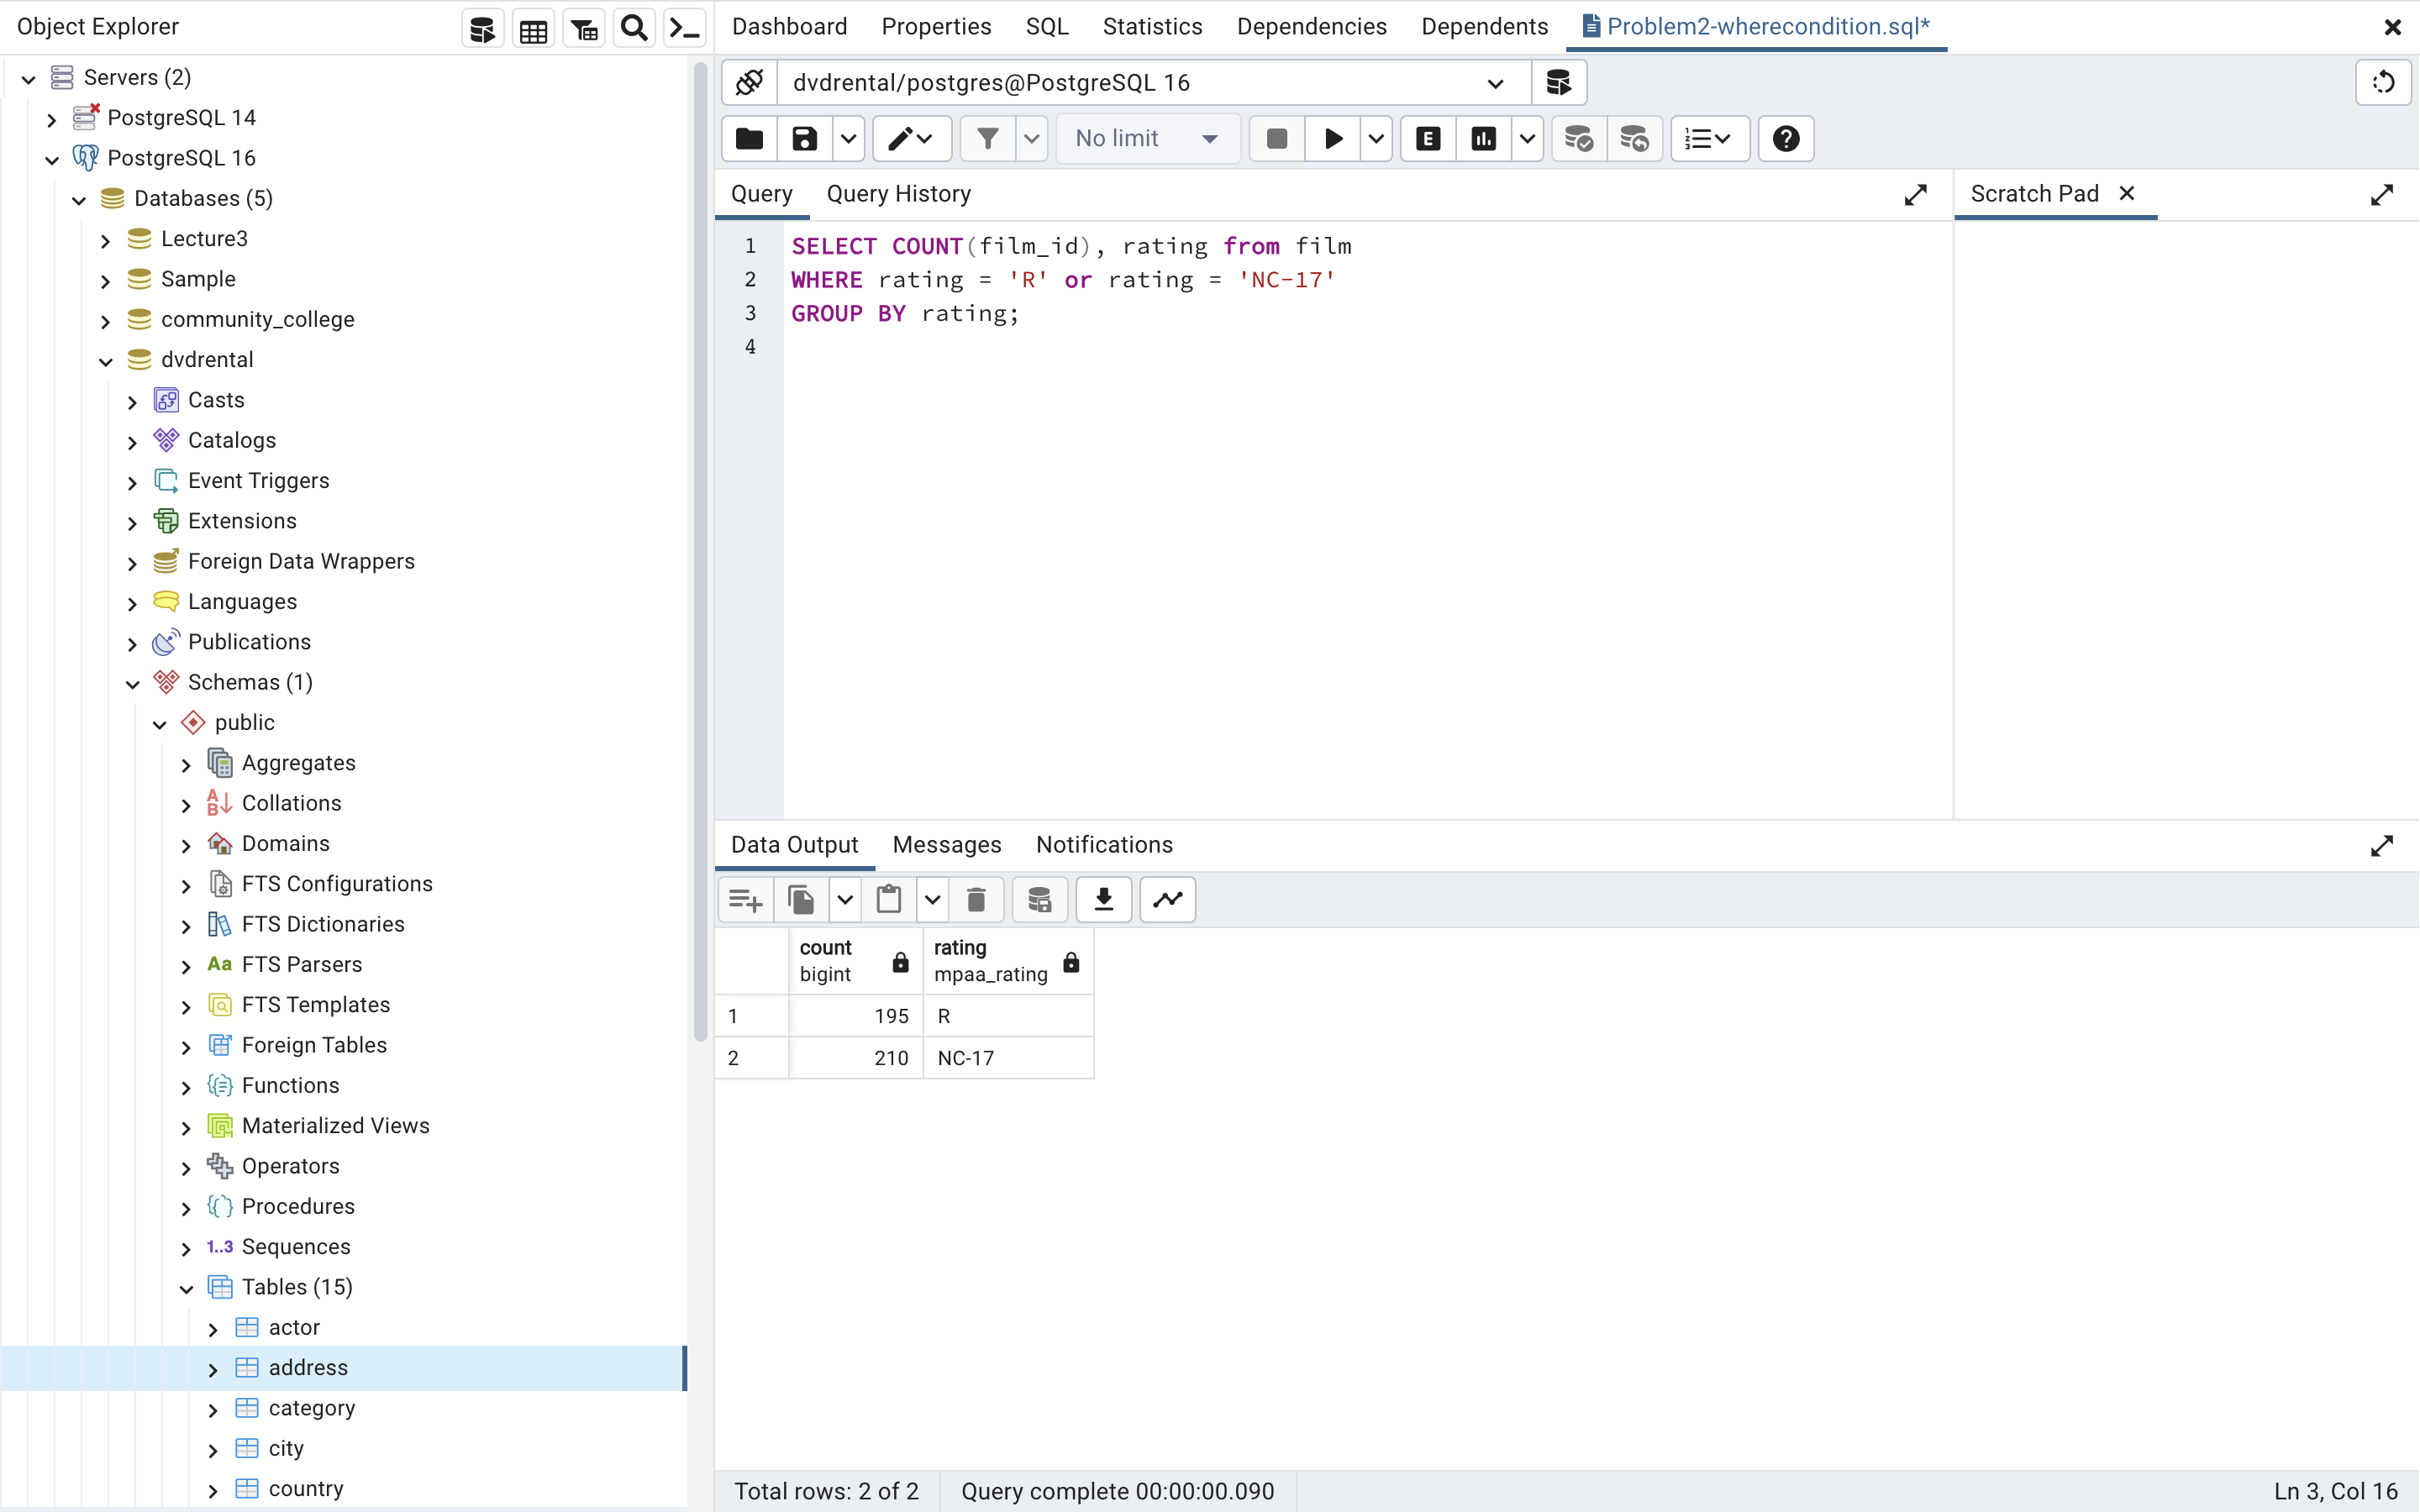 Object Explorer
Servers (2)
PostgreSQL 14
PostgreSQL 16
Databases (5)
Lecture3
Sample
community_college
dvdrental
Casts
Catalogs
Event Triggers
Extensions
Foreign Data Wrappers
Languages
Publications
Schemas (1)
public
Aggregates
Collations
Domains
FTS Configurations
FTS Dictionaries
Aa FTS Parsers
FTS Templates
Foreign Tables
Functions
Materialized Views
Operators
Procedures
1..3 Sequences
Tables (15)
actor
address
category
city
country
Dashboard Properties SQL Statistics Dependencies Dependents Problem2-wherecondition.sql*
dvdrental/postgres@PostgreSQL 16
No limit E
Query Query History
Scratch Pad
1 SELECT COUNT(film_id), rating from film
2 WHERE rating = 'R' or rating = 'NC-17'
3 GROUP BY rating;
4
Data Output Messages Notifications
count rating
bigint mpaa_rating
1 195 R
2 210 NC-17
Total rows: 2 of 2 Query complete 00:00:00.090 Ln 3, Col 16